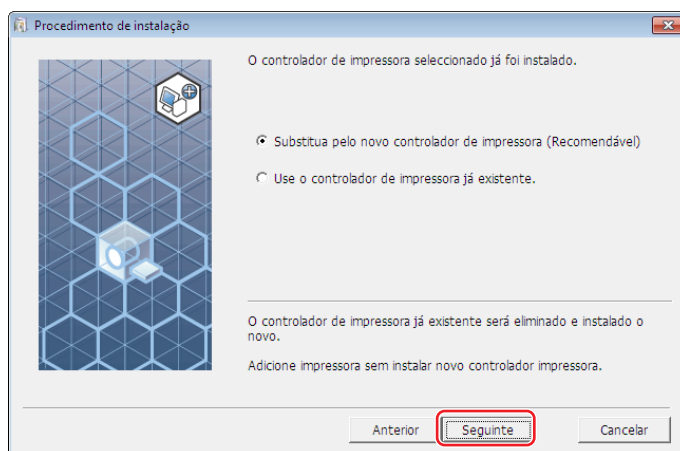 Procedimento de instalação
O controlador de impressora seleccionado já foi instalado.
Substitua pelo novo controlador de impressora (Recomendável)
Use o controlador de impressora já existente.
O controlador de impressora já existente será eliminado e instalado o
novo.
Adicione impressora sem instalar novo controlador impressora.
Anterior
Seguinte
Cancelar